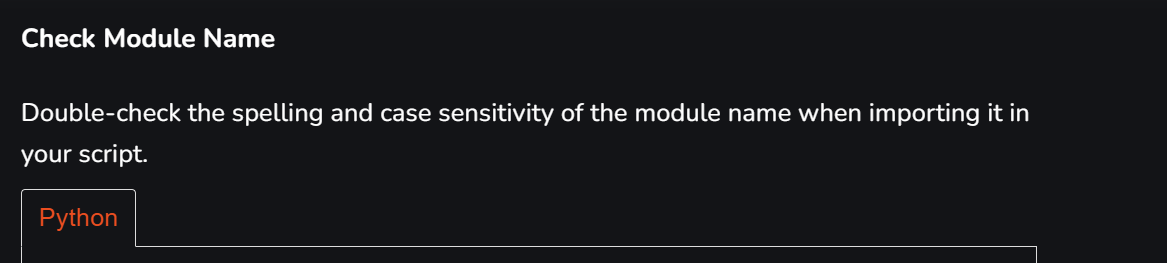 Check Module Name
Double-check the spelling and case sensitivity of the module name when importing it in
your script.
Python